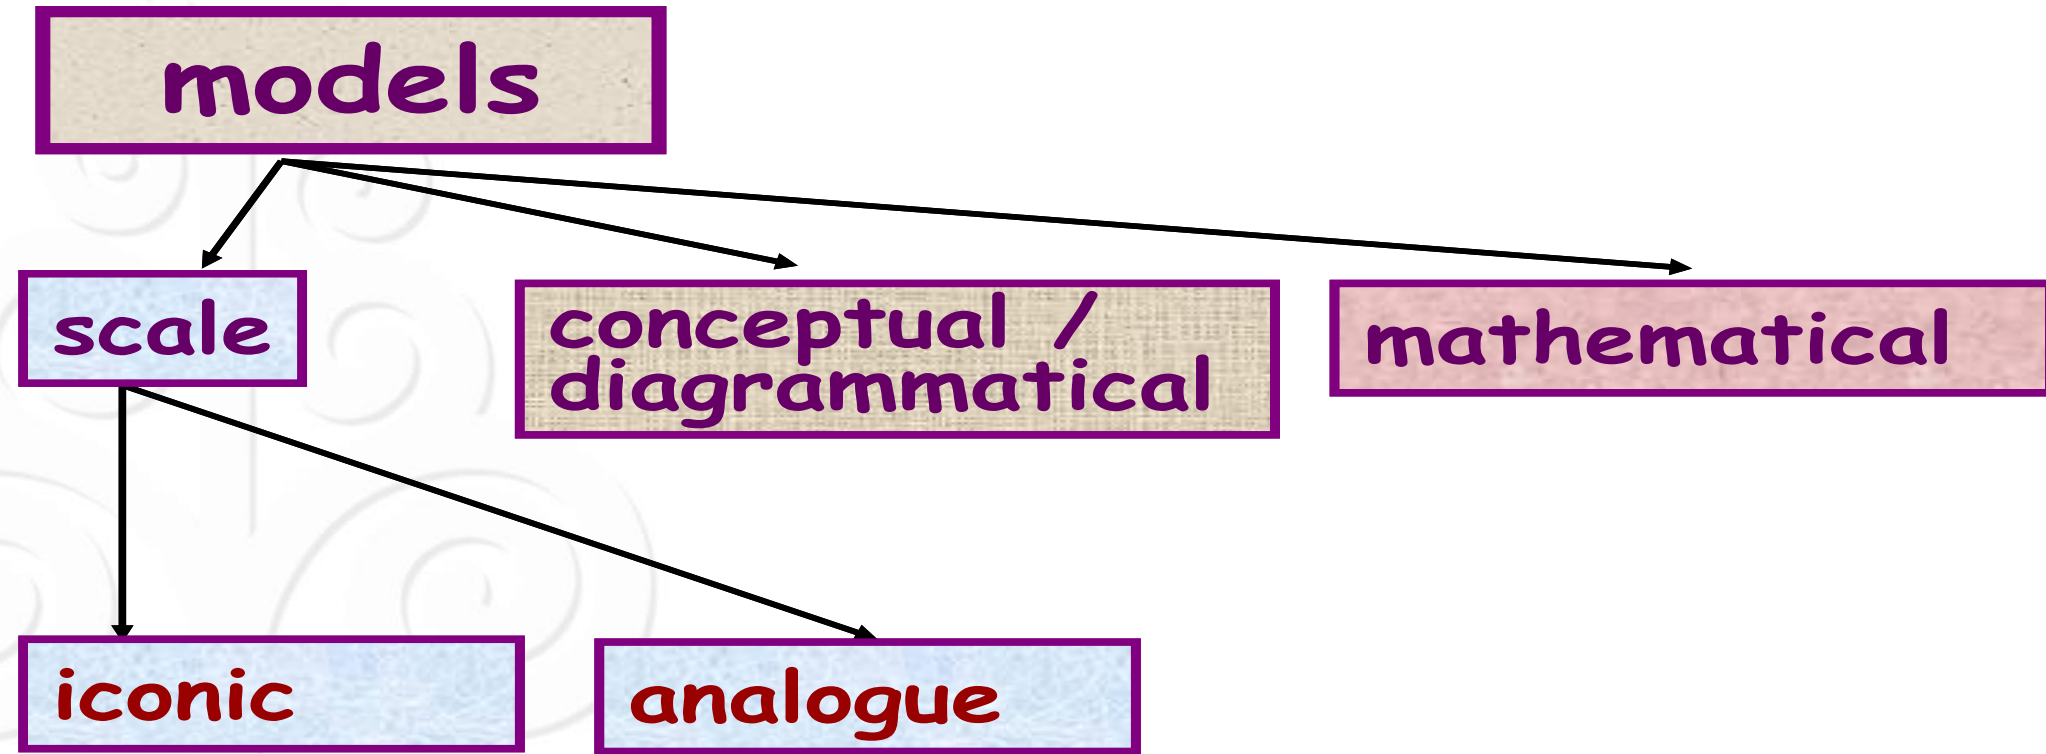 models
scale
conceptual /
diagrammatical
mathematical
iconic
analogue